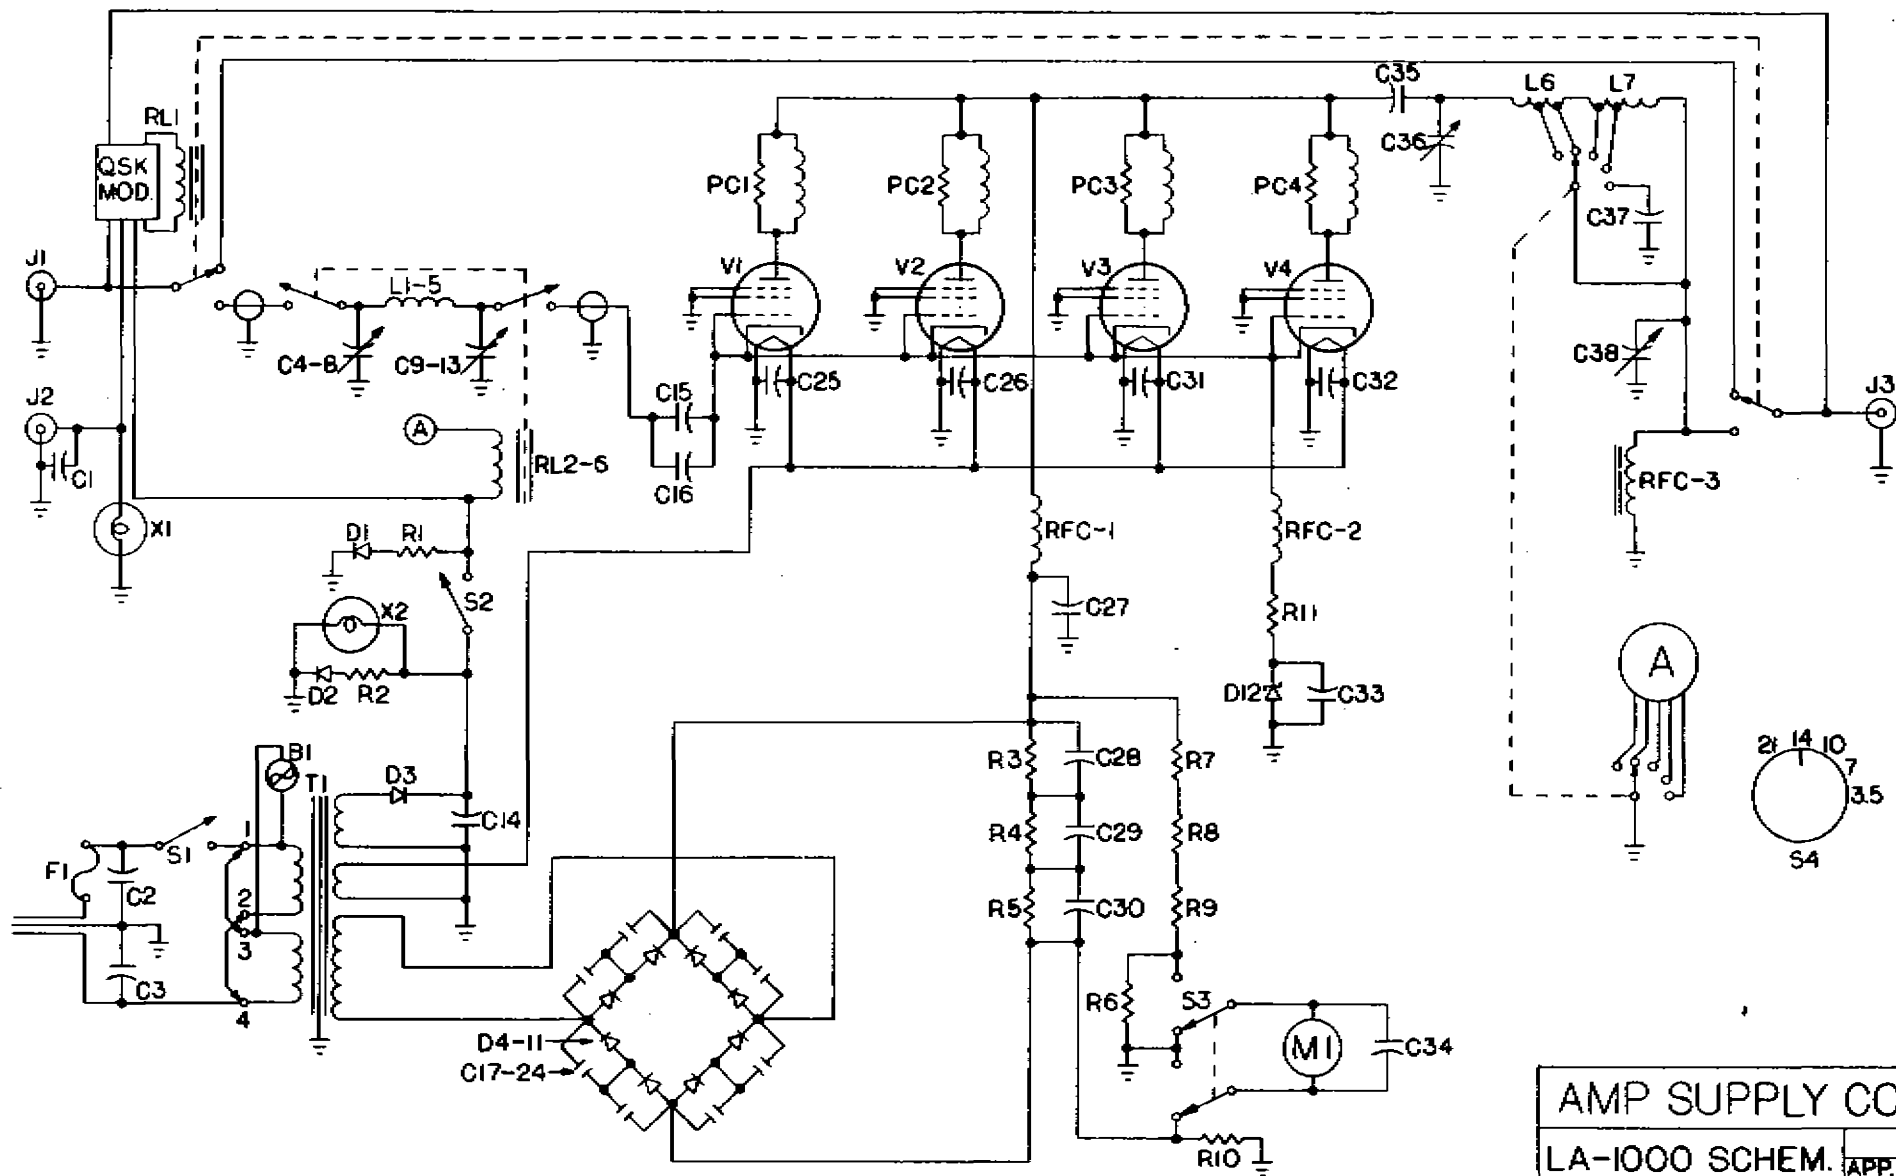 C35
L6
L7
RL1
QSK
MOD.
C36
PC1
PC2
PC3
PC4
C37
J1
V1
V2
V3
V4
L1-5
C4-8
C9-13
C25
C26
C31
C32
C38
J3
J2
C15
A
C1
RL2-6
C16
RFC-3
X1
D1
R1
RFC-1
RFC-2
X2
S2
C27
R11
A
D2
R2
D12
C33
B1
T1
D3
R3
C28
R7
21
14
10
7
3.5
S4
F1
C2
S1
1
C14
R4
C29
R8
2
3
R5
C30
R9
C3
4
R6
S3
D4-11
C17-24
M1
C34
R10
AMP SUPPLY CO
LA-1000 SCHEM.
APP.